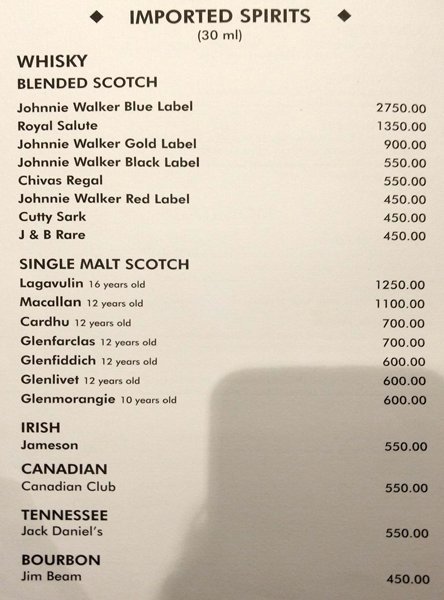 IMPORTED SPIRITS
(30 ml)
WHISKY
BLENDED SCOTCH
Johnnie Walker Blue Label 2750.00
Royal Salute 1350.00
Johnnie Walker Gold Label 900.00
Johnnie Walker Black Label 550.00
Chivas Regal 550.00
Johnnie Walker Red Label 450.00
Cutty Sark 450.00
J & B Rare 450.00
SINGLE MALT SCOTCH
Lagavulin 16 years old 1250.00
Macallan 12 years old 1100.00
Cardhu 12 years old 700.00
Glenfarclas 12 years old 700.00
Glenfiddich 12 years old 600.00
Glenlivet 12 years old 600.00
Glenmorangie 10 years old 600.00
IRISH
Jameson 550.00
CANADIAN
Canadian Club 550.00
TENNESSEE
Jack Daniel's 550.00
BOURBON
Jim Beam 450.00